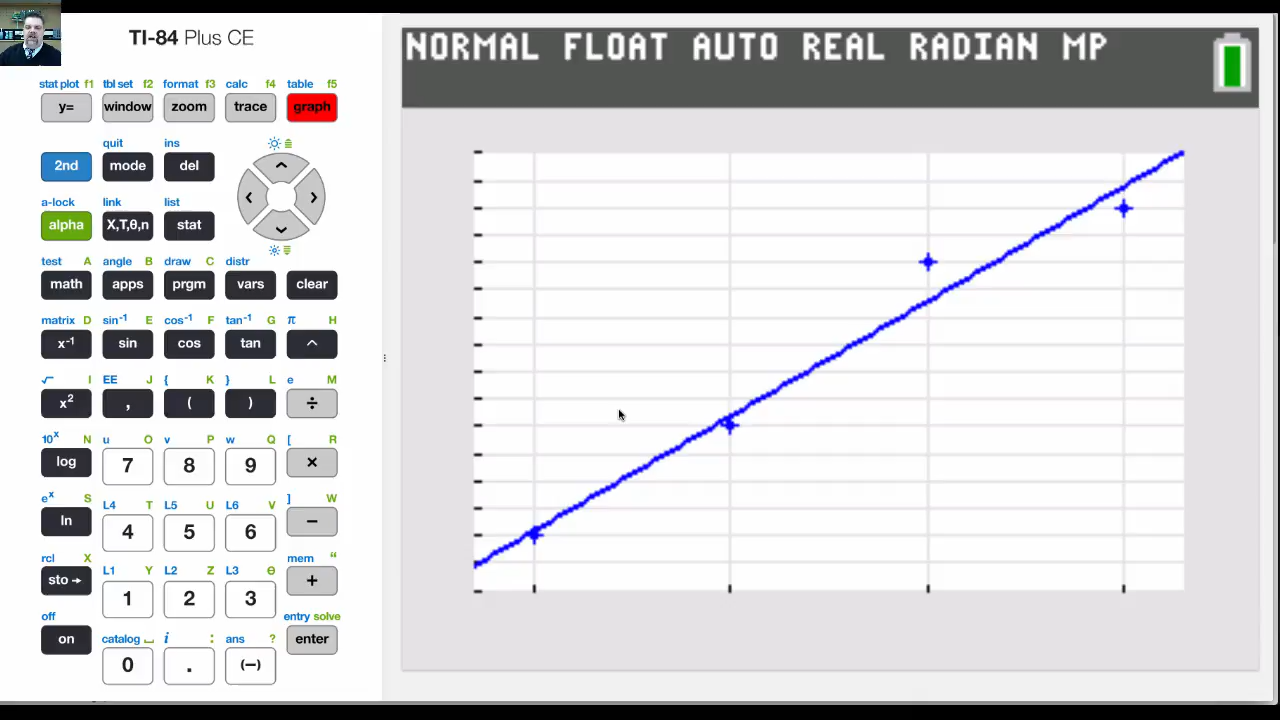 TI-84 Plus CE
NORMAL FLOAT AUTO REAL RADIAN MP
stat plot f1 tbl set f2 format f3 calc f4 table f5
y= window zoom trace graph
quit ins
2nd mode del
a-lock link list
alpha X,T,θ,n stat
test A angle B draw C distr
math apps prgm vars clear
matrix D sin⁻¹ E cos⁻¹ F tan⁻¹ G π H
x⁻¹ sin cos tan ^
√ I EE J { K } L e M
x² , ( ) ÷
10ˣ N u O v P w Q [ R
log 7 8 9 ×
eˣ S L4 T L5 U L6 V ] W
ln 4 5 6 −
rcl X L1 Y L2 Z L3 Θ mem “
sto → 1 2 3 +
off catalog ⎵ i : ans ? entry solve
on 0 . (−) enter